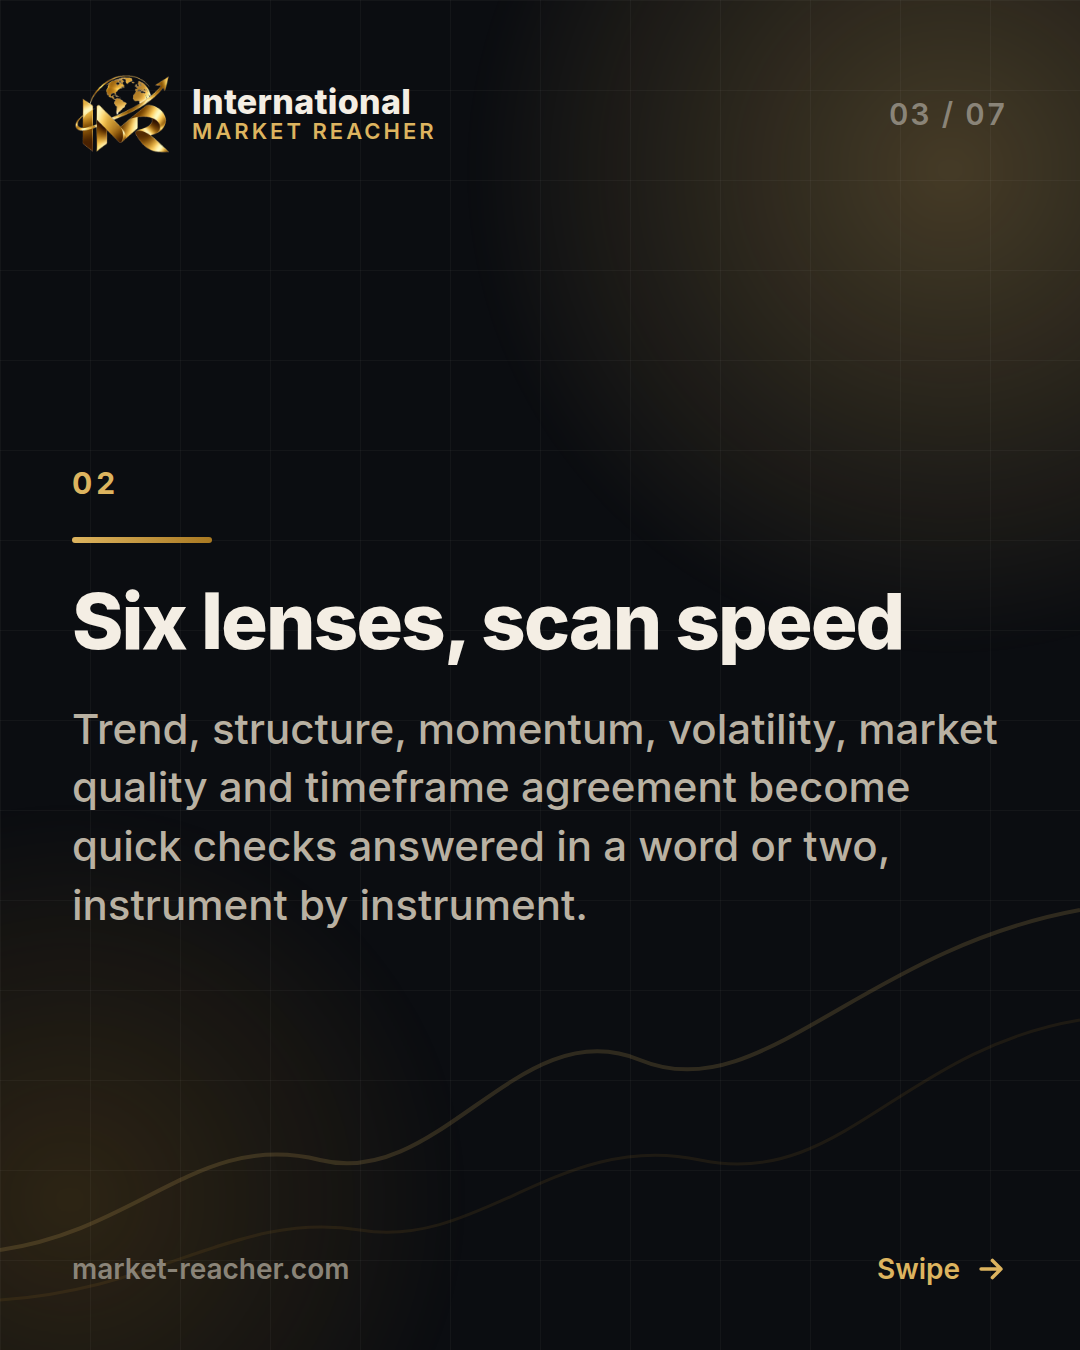 International
MARKET REACHER
03 / 07
02
Six lenses, scan speed
Trend, structure, momentum, volatility, market
quality and timeframe agreement become
quick checks answered in a word or two,
instrument by instrument.
market-reacher.com
Swipe →